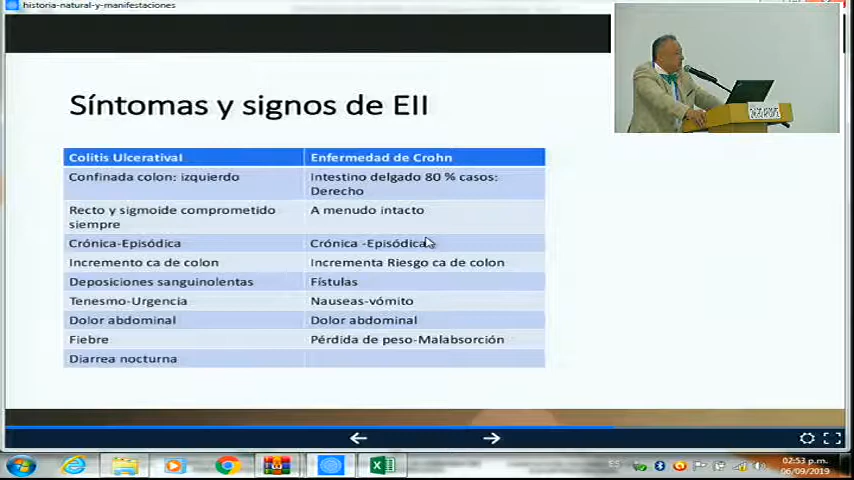 historia-natural-y-manifestaciones
Síntomas y signos de EII
Colitis Ulceratival
Enfermedad de Crohn
Confinada colon: izquierdo
Intestino delgado 80 % casos:
Derecho
Recto y sigmoide comprometido
siempre
A menudo intacto
Crónica-Episódica
Crónica -Episódica
Incremento ca de colon
Incrementa Riesgo ca de colon
Deposiciones sanguinolentas
Fístulas
Tenesmo-Urgencia
Nauseas-vómito
Dolor abdominal
Dolor abdominal
Fiebre
Pérdida de peso-Malabsorción
Diarrea nocturna
ES
02:53 p.m.
06/09/2019